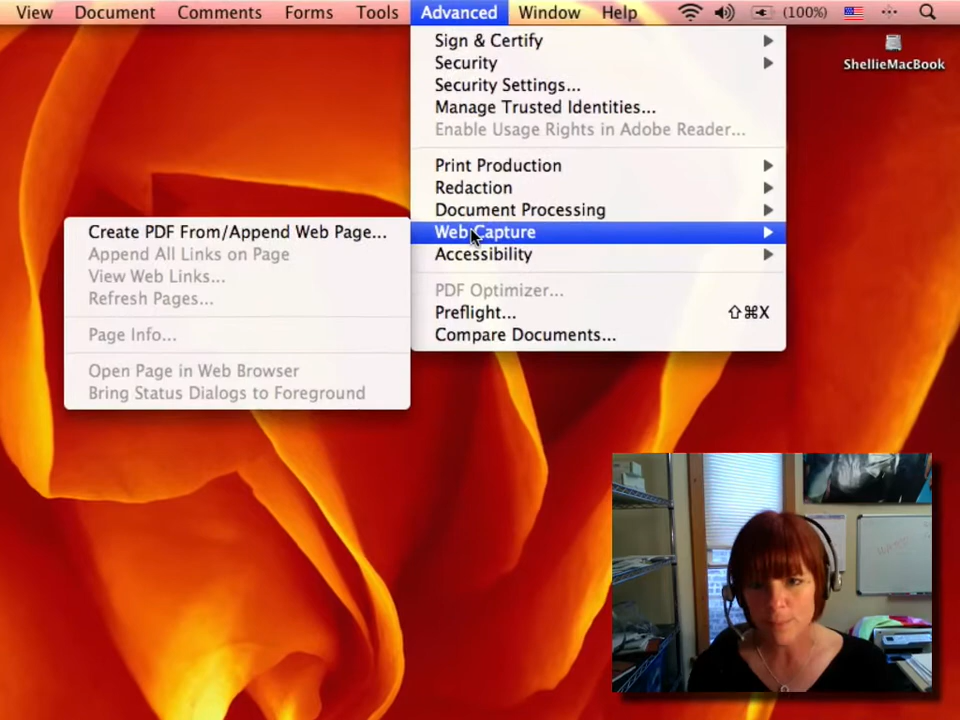 View Document Comments Forms Tools Advanced Window Help (100%)
ShellieMacBook
Sign & Certify
Security
Security Settings...
Manage Trusted Identities...
Enable Usage Rights in Adobe Reader...
Print Production
Redaction
Document Processing
Web Capture
Accessibility
PDF Optimizer...
Preflight... ⇧⌘X
Compare Documents...
Create PDF From/Append Web Page...
Append All Links on Page
View Web Links...
Refresh Pages...
Page Info...
Open Page in Web Browser
Bring Status Dialogs to Foreground